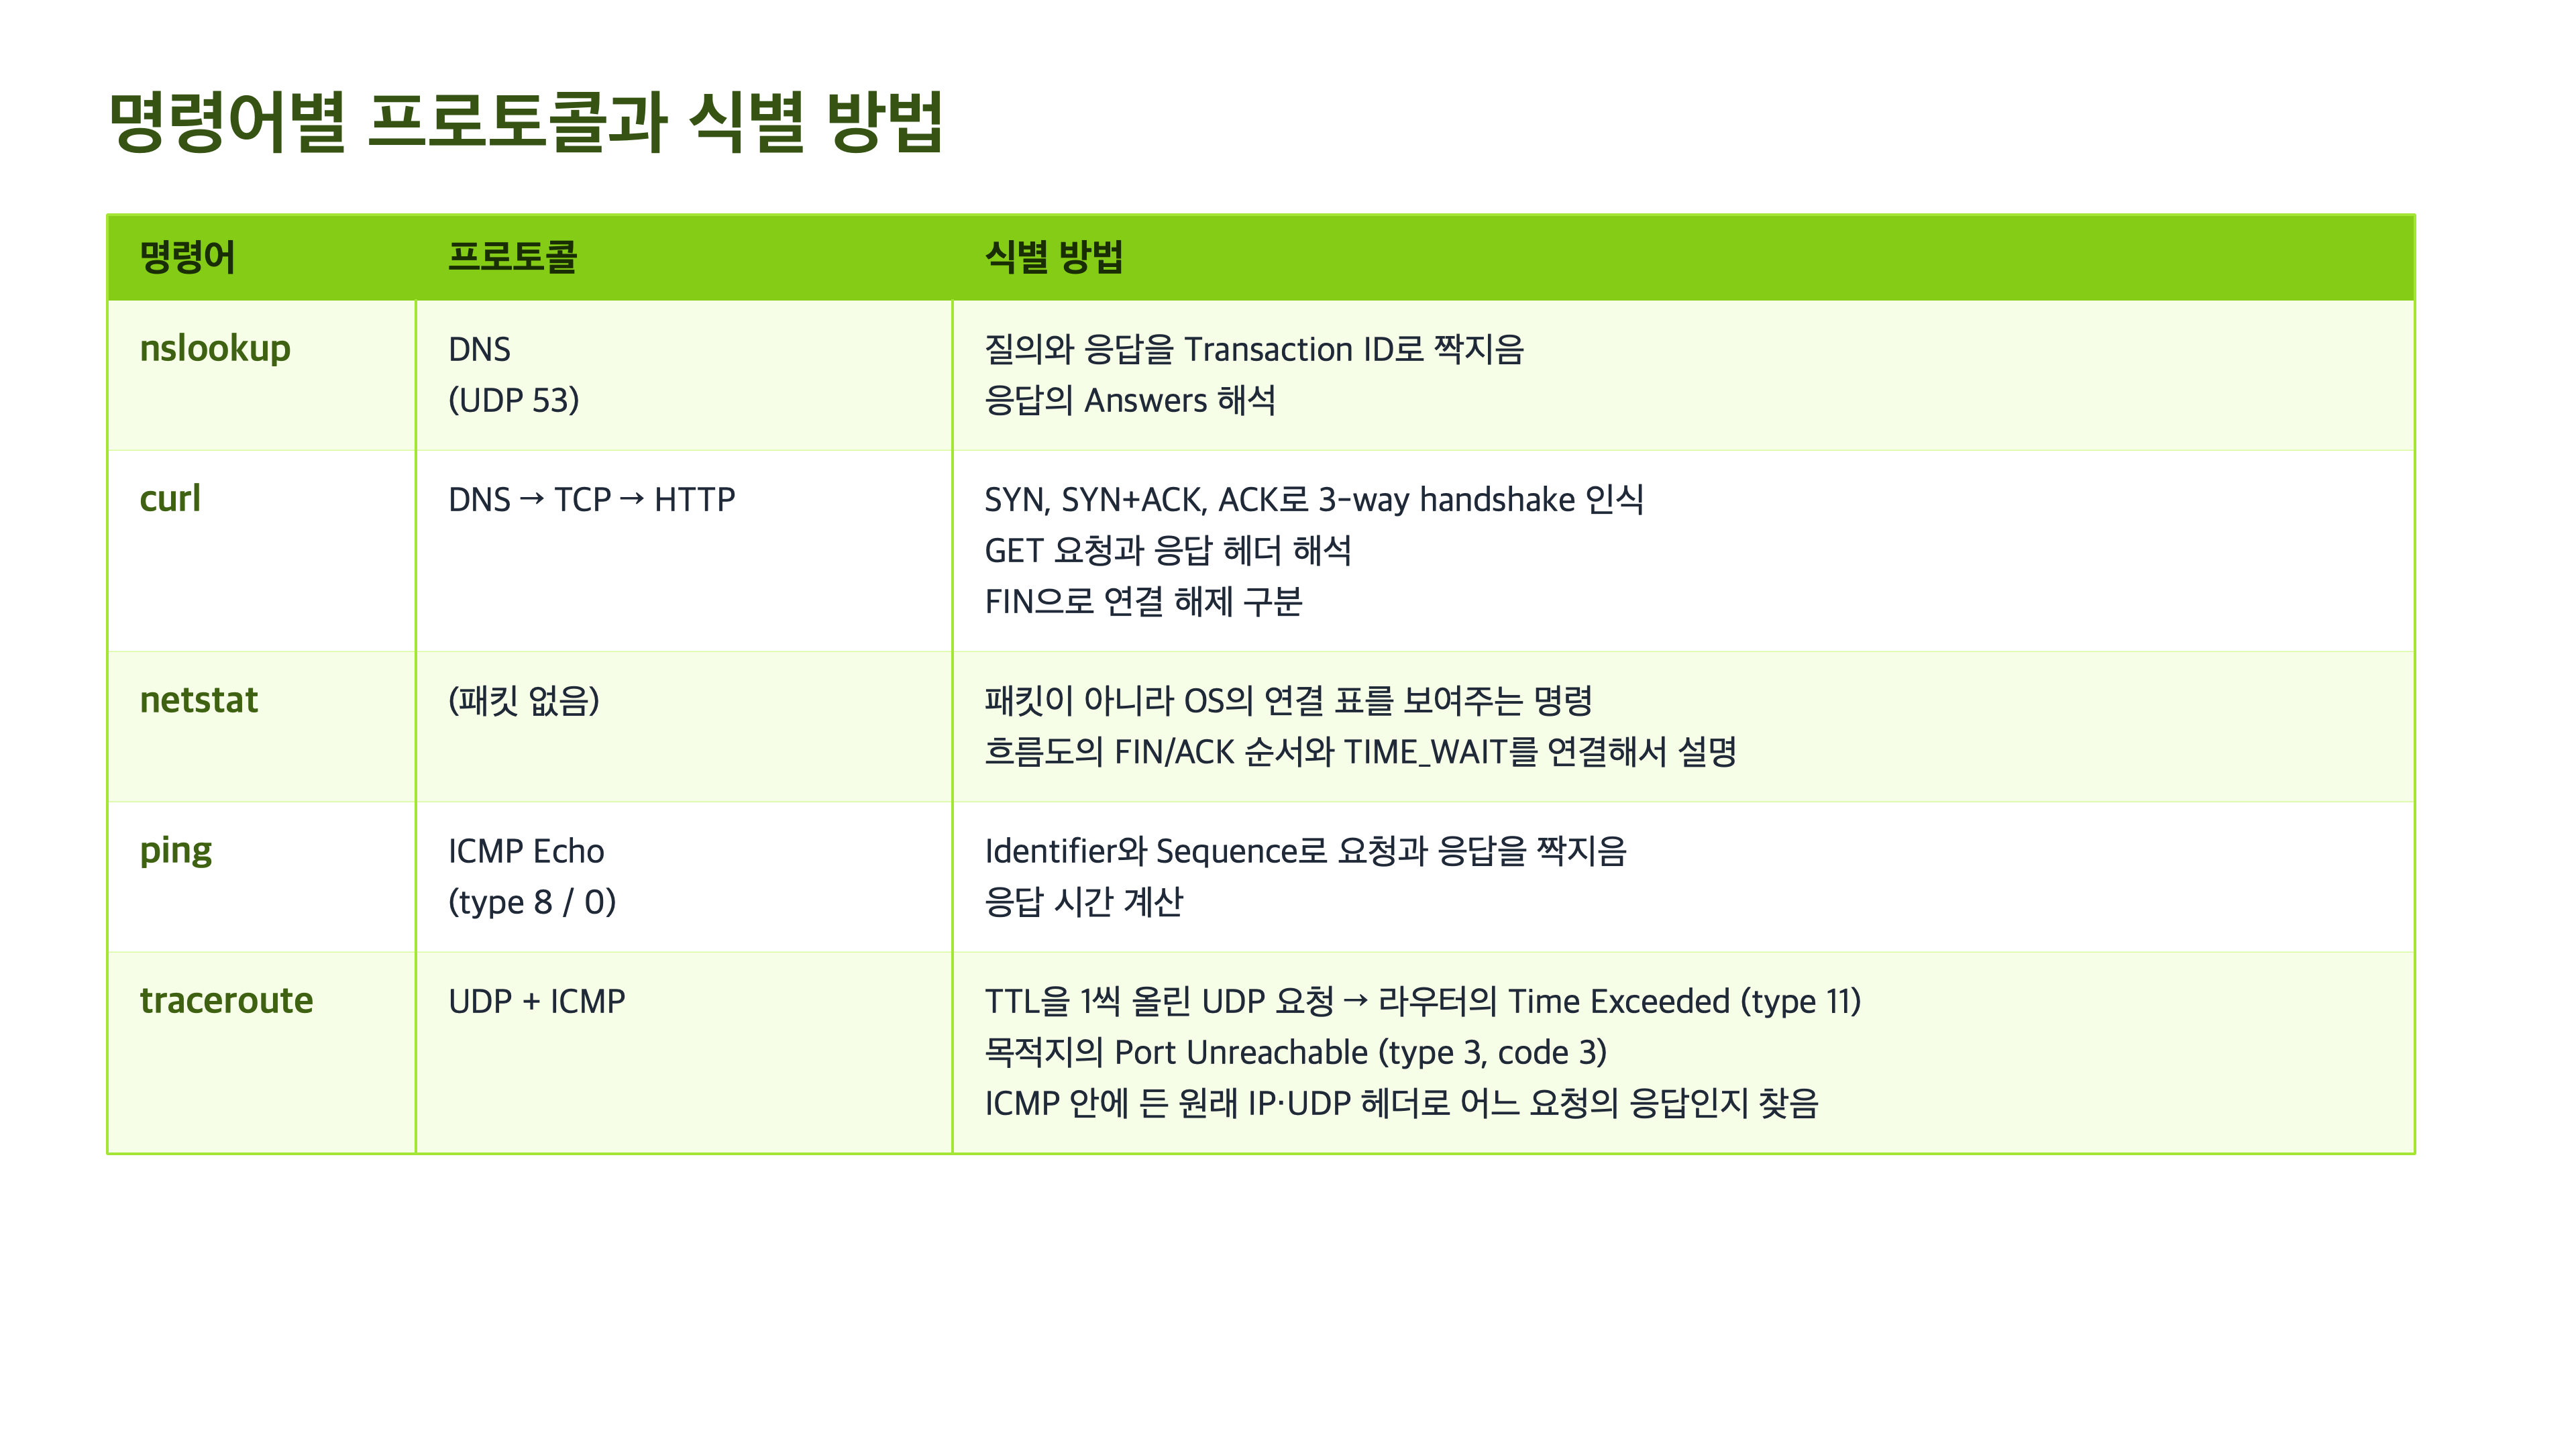 명령어별 프로토콜과 식별 방법
명령어 프로토콜 식별 방법
nslookup
DNS
(UDP 53)
질의와 응답을 Transaction ID로 짝지음
응답의 Answers 해석
curl
DNS → TCP → HTTP
SYN, SYN+ACK, ACK로 3-way handshake 인식
GET 요청과 응답 헤더 해석
FIN으로 연결 해제 구분
netstat
(패킷 없음)
패킷이 아니라 OS의 연결 표를 보여주는 명령
흐름도의 FIN/ACK 순서와 TIME_WAIT를 연결해서 설명
ping
ICMP Echo
(type 8 / 0)
Identifier와 Sequence로 요청과 응답을 짝지음
응답 시간 계산
traceroute
UDP + ICMP
TTL을 1씩 올린 UDP 요청 → 라우터의 Time Exceeded (type 11)
목적지의 Port Unreachable (type 3, code 3)
ICMP 안에 든 원래 IP·UDP 헤더로 어느 요청의 응답인지 찾음